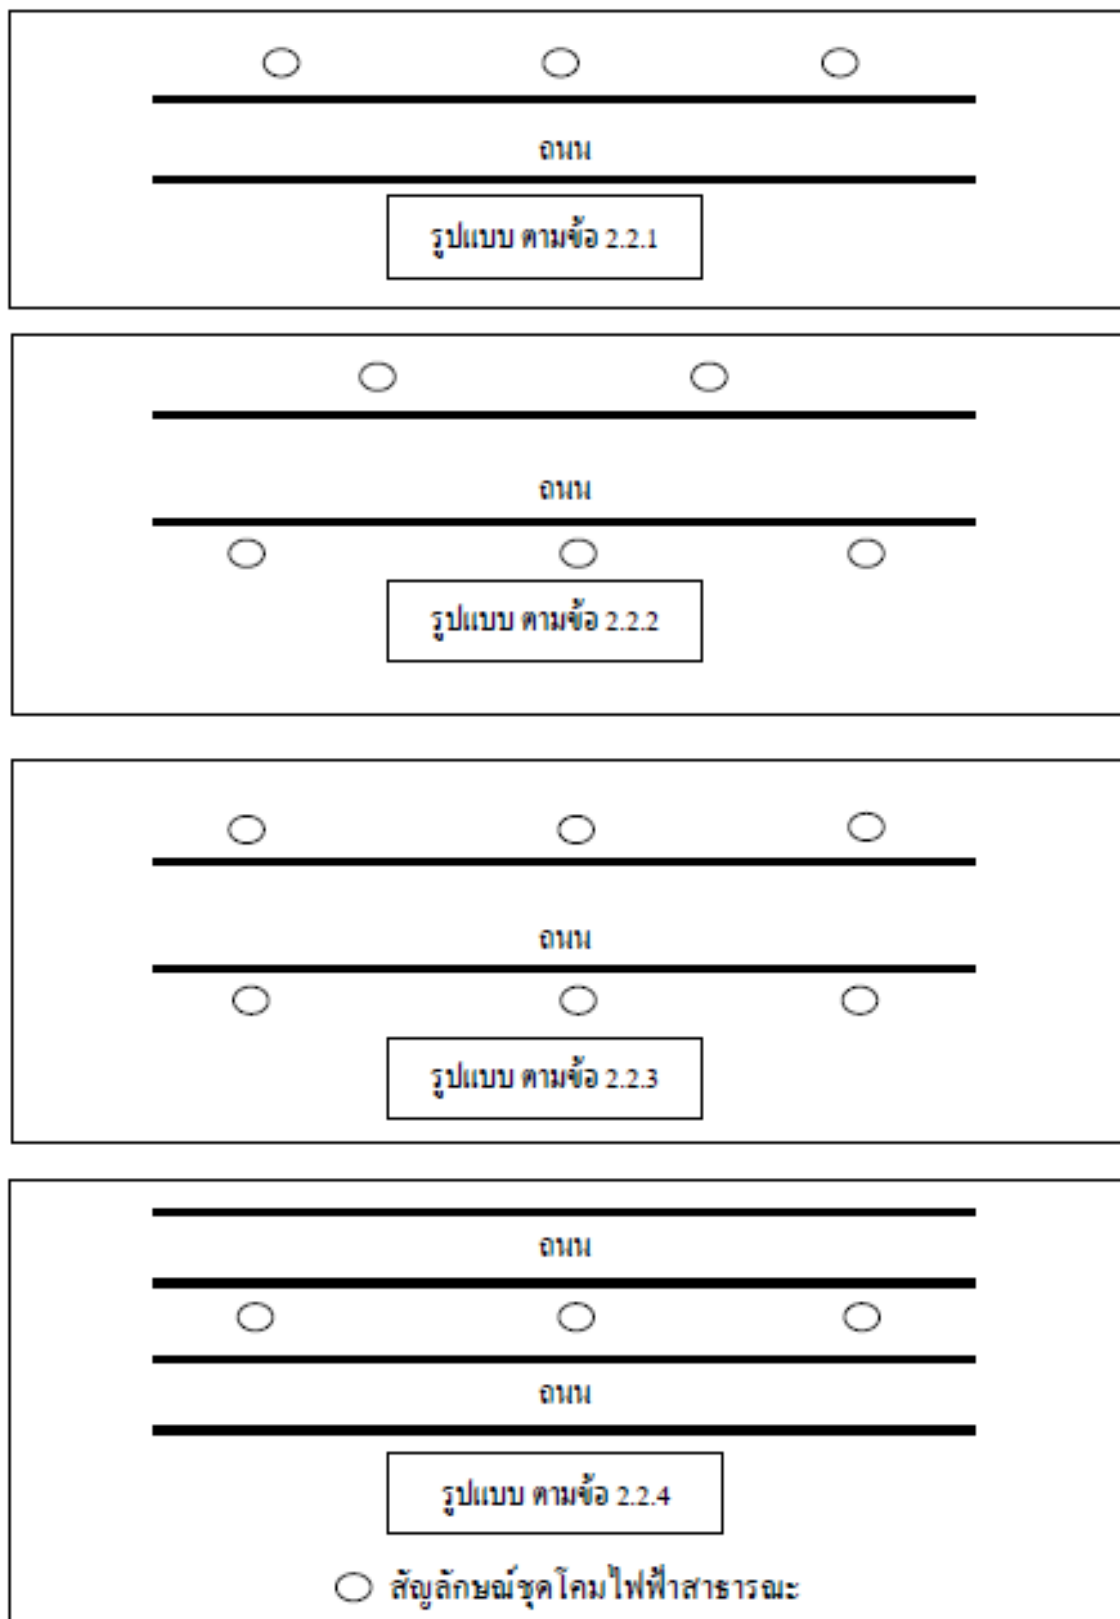 ถนน
รูปแบบ ตามข้อ 2.2.1
ถนน
รูปแบบ ตามข้อ 2.2.2
ถนน
รูปแบบ ตามข้อ 2.2.3
ถนน
ถนน
รูปแบบ ตามข้อ 2.2.4
สัญลักษณ์ชุดโคมไฟฟ้าสาธารณะ